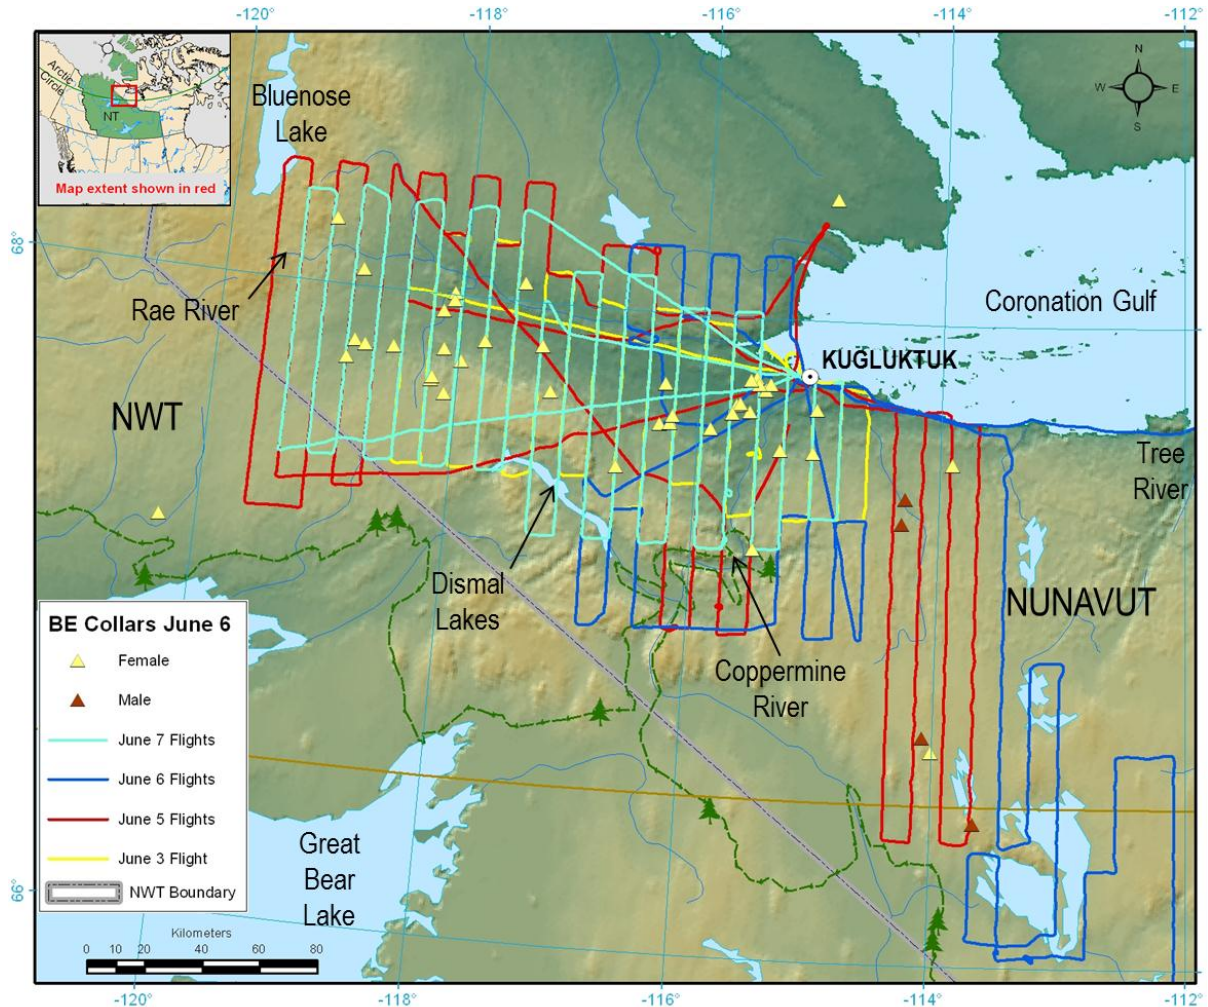 -120°
-118°
-116°
-114°
-112°
Arctic
Circle
NT
Map extent shown in red
Bluenose
Lake
N
W
E
S
68°
68°
Rae River
Coronation Gulf
KUGLUKTUK
NWT
Tree
River
Dismal
Lakes
NUNAVUT
Coppermine
River
BE Collars June 6
Female
Male
June 7 Flights
June 6 Flights
June 5 Flights
June 3 Flight
NWT Boundary
Great
Bear
Lake
66°
66°
Kilometers
0 10 20 40 60 80
-120°
-118°
-116°
-114°
-112°